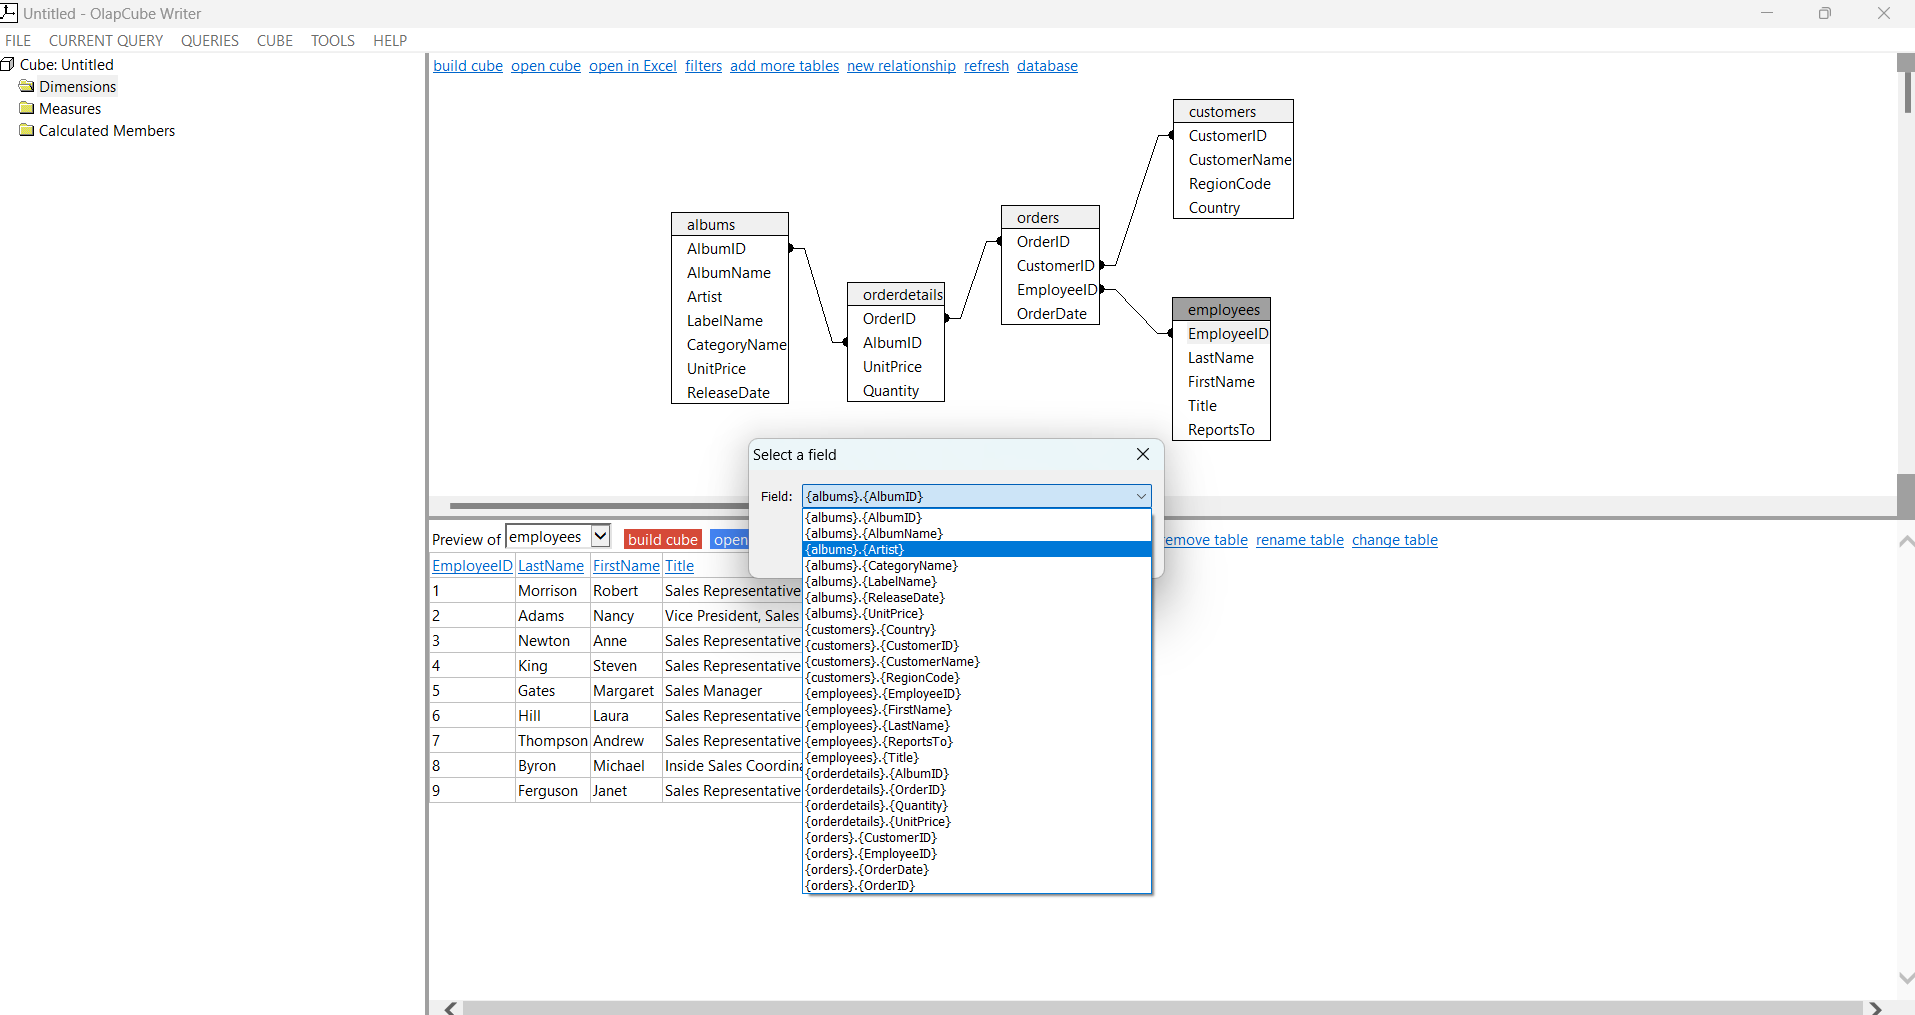 Untitled - OlapCube Writer
FILE CURRENT QUERY QUERIES CUBE TOOLS HELP
Cube: Untitled
Dimensions
Measures
Calculated Members
build cube open cube open in Excel filters add more tables new relationship refresh database
customers
CustomerID
CustomerName
RegionCode
Country
albums
AlbumID
AlbumName
Artist
LabelName
CategoryName
UnitPrice
ReleaseDate
orderdetails
OrderID
AlbumID
UnitPrice
Quantity
orders
OrderID
CustomerID
EmployeeID
OrderDate
employees
EmployeeID
LastName
FirstName
Title
ReportsTo
Select a field
Field: {albums}.{AlbumID}
{albums}.{AlbumID}
{albums}.{AlbumName}
{albums}.{Artist}
{albums}.{CategoryName}
{albums}.{LabelName}
{albums}.{ReleaseDate}
{albums}.{UnitPrice}
{customers}.{Country}
{customers}.{CustomerID}
{customers}.{CustomerName}
{customers}.{RegionCode}
{employees}.{EmployeeID}
{employees}.{FirstName}
{employees}.{LastName}
{employees}.{ReportsTo}
{employees}.{Title}
{orderdetails}.{AlbumID}
{orderdetails}.{OrderID}
{orderdetails}.{Quantity}
{orderdetails}.{UnitPrice}
{orders}.{CustomerID}
{orders}.{EmployeeID}
{orders}.{OrderDate}
{orders}.{OrderID}
Preview of employees build cube open emove table rename table change table
EmployeeID LastName FirstName Title
1 Morrison Robert Sales Representative
2 Adams Nancy Vice President, Sales
3 Newton Anne Sales Representative
4 King Steven Sales Representative
5 Gates Margaret Sales Manager
6 Hill Laura Sales Representative
7 Thompson Andrew Sales Representative
8 Byron Michael Inside Sales Coordin
9 Ferguson Janet Sales Representative